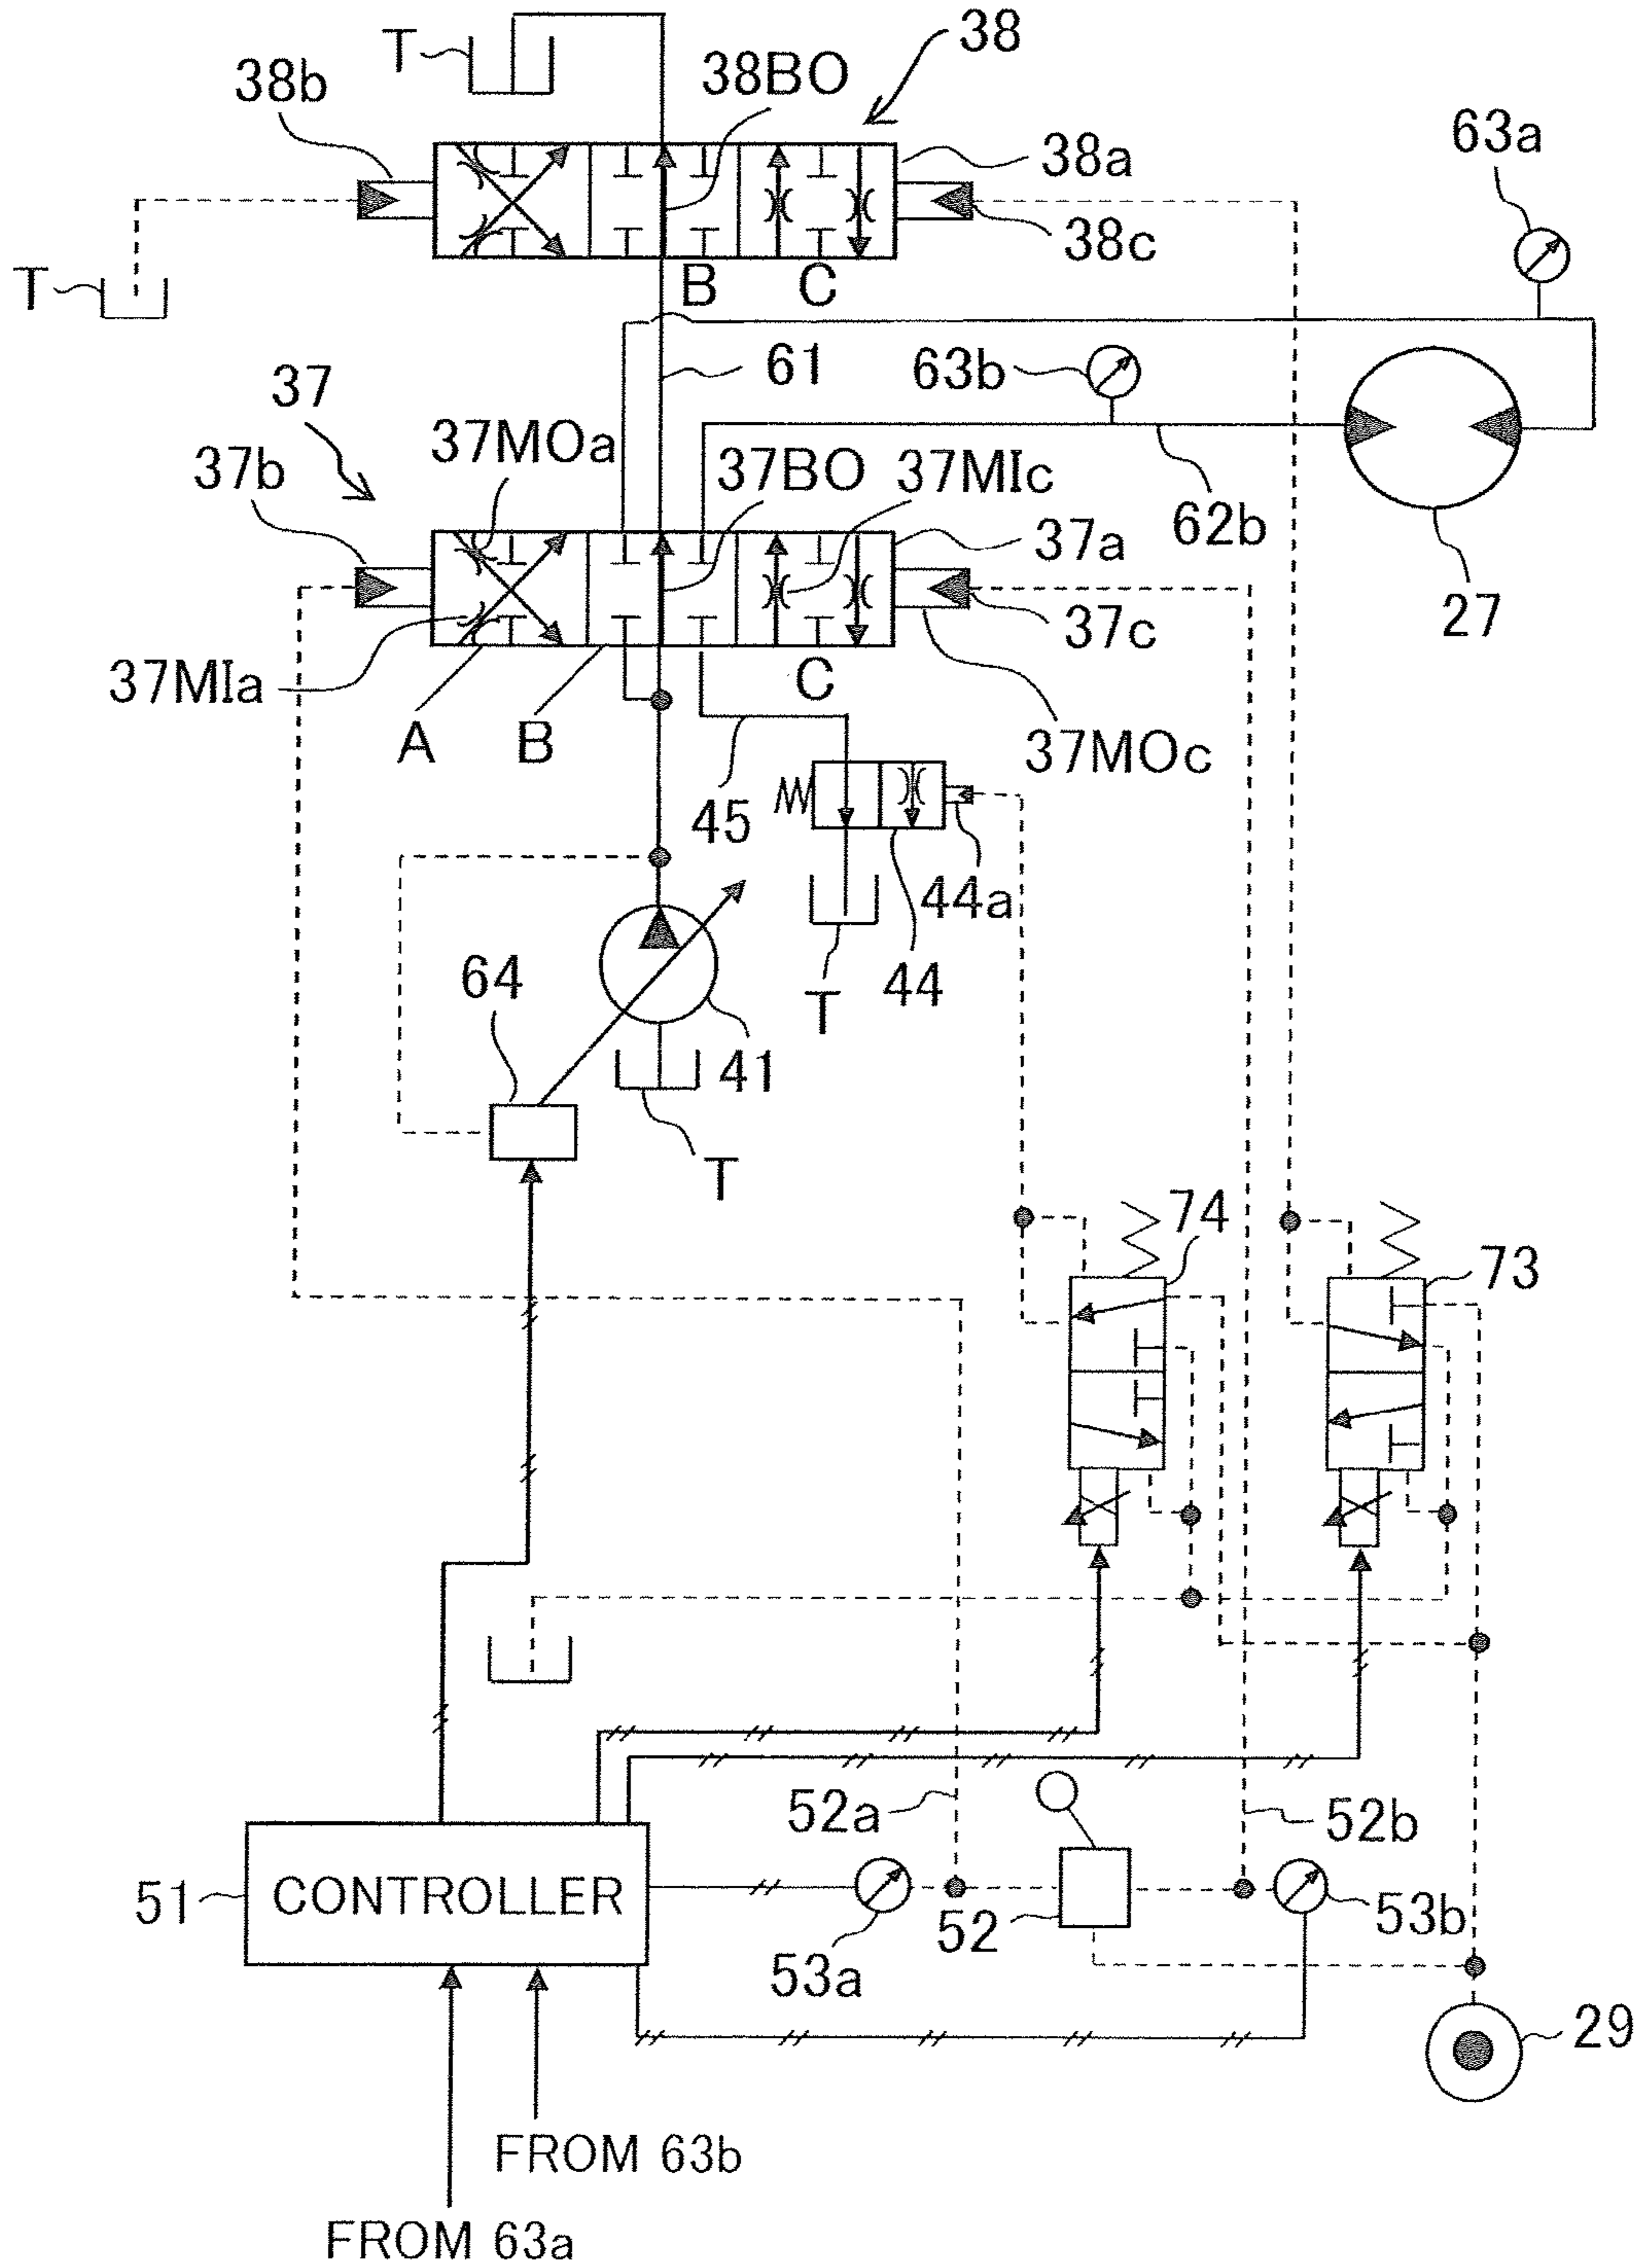 38
T
38BO
38b
63a
38a
38c
T
B
C
61
63b
37
37MOa
37b
37BO
37MIc
62b
37a
27
37c
37MIa
C
A
B
37MOc
45
44a
64
44
T
41
T
74
73
52a
52b
51
CONTROLLER
52
53b
53a
29
FROM 63b
FROM 63a